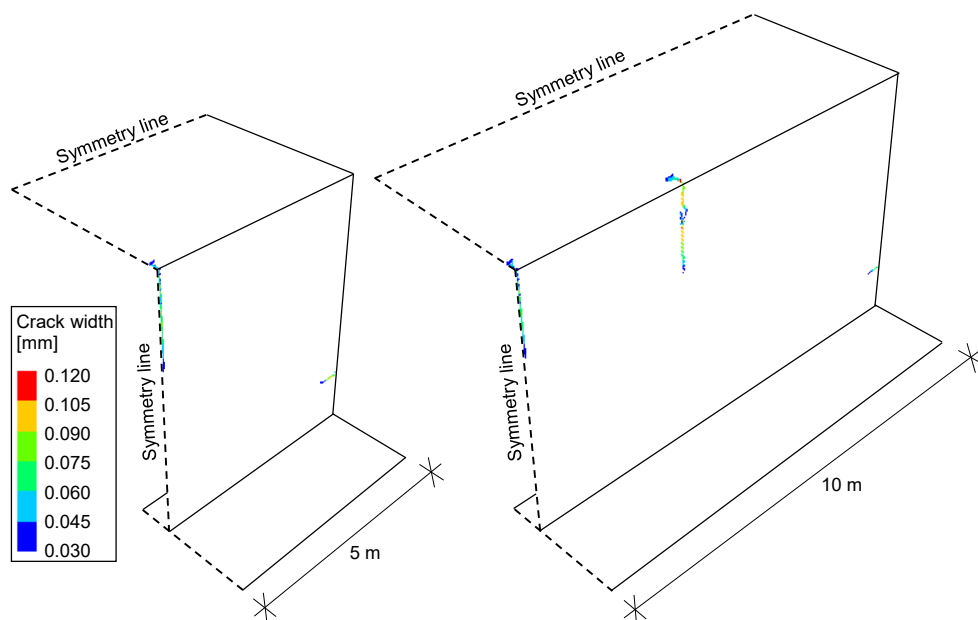 Symmetry line
Symmetry line
Symmetry line
Symmetry line
Crack width
[mm]
0.120
0.105
0.090
0.075
0.060
0.045
0.030
5 m
10 m